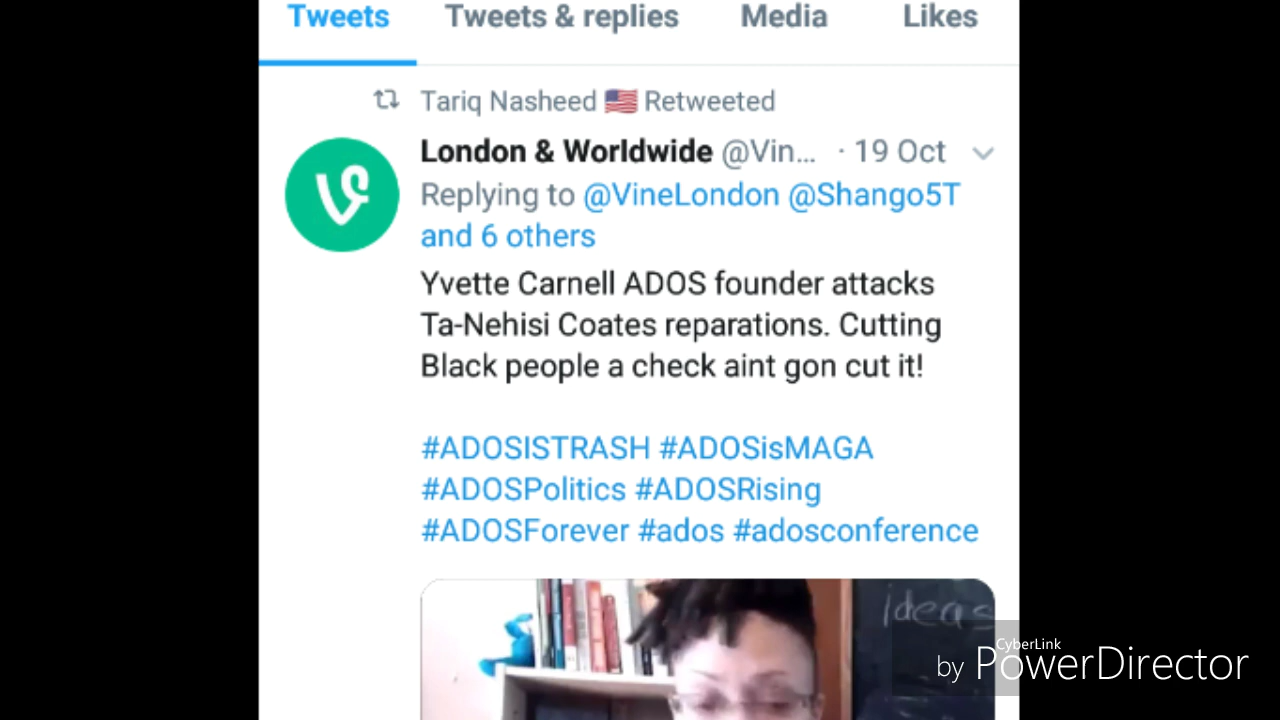 Tweets Tweets & replies Media Likes
Tariq Nasheed 🇺🇸 Retweeted
London & Worldwide @Vin... · 19 Oct
Replying to @VineLondon @Shango5T
and 6 others
Yvette Carnell ADOS founder attacks
Ta-Nehisi Coates reparations. Cutting
Black people a check aint gon cut it!
#ADOSISTRASH #ADOSisMAGA
#ADOSPolitics #ADOSRising
#ADOSForever #ados #adosconference
ideas
CyberLink
by PowerDirector